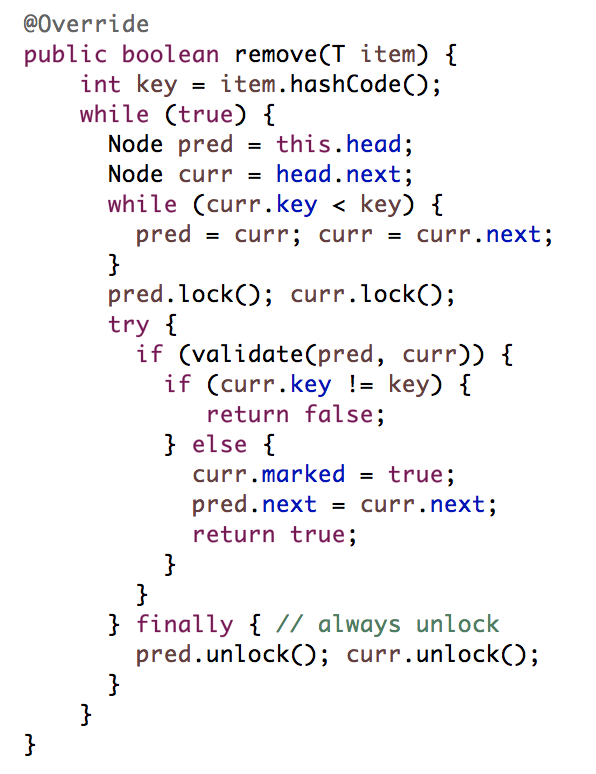 @Override
public boolean remove(T item) {
    int key = item.hashCode();
    while (true) {
      Node pred = this.head;
      Node curr = head.next;
      while (curr.key < key) {
        pred = curr; curr = curr.next;
      }
      pred.lock(); curr.lock();
      try {
        if (validate(pred, curr)) {
          if (curr.key != key) {
             return false;
          } else {
            curr.marked = true;
            pred.next = curr.next;
            return true;
          }
        }
      } finally { // always unlock
        pred.unlock(); curr.unlock();
      }
    }
}